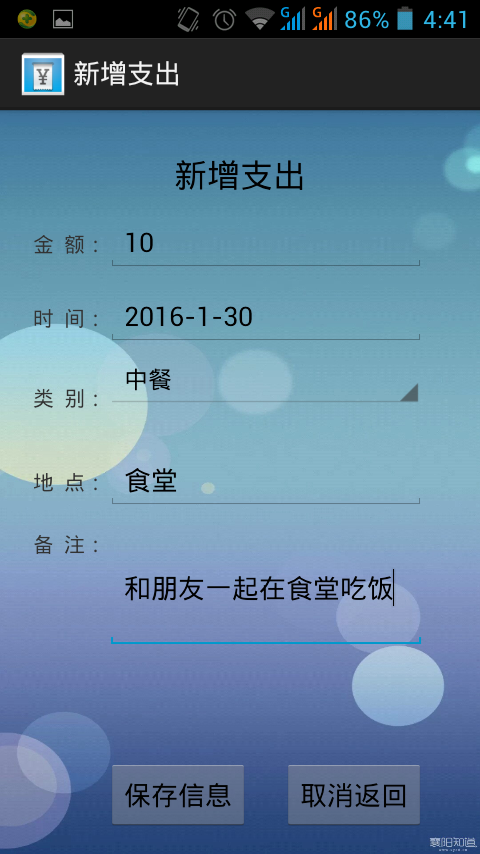 G G 86% 4:41
新增支出
新增支出
金 额： 10
时 间： 2016-1-30
类 别： 中餐
地 点： 食堂
备 注：
和朋友一起在食堂吃饭
保存信息 取消返回
襄阳知道